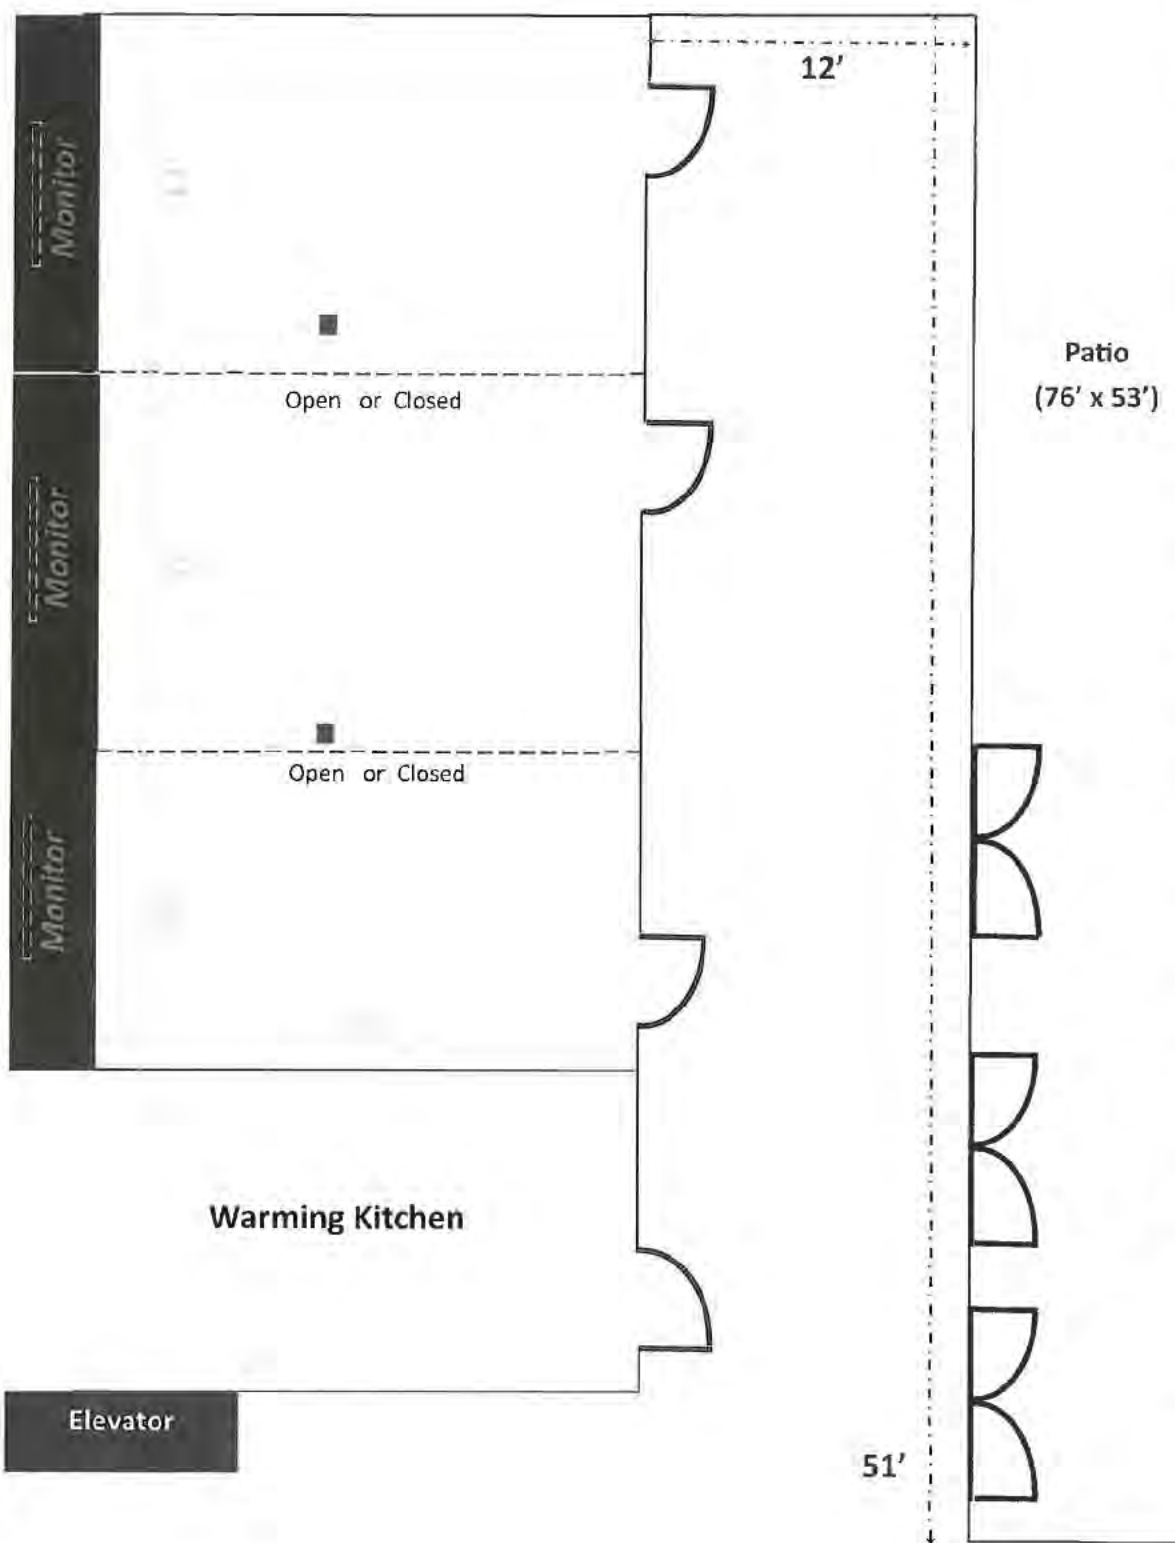 12'
Monitor
Patio
(76' x 53')
Open or Closed
Monitor
Open or Closed
Monitor
Warming Kitchen
Elevator
51'